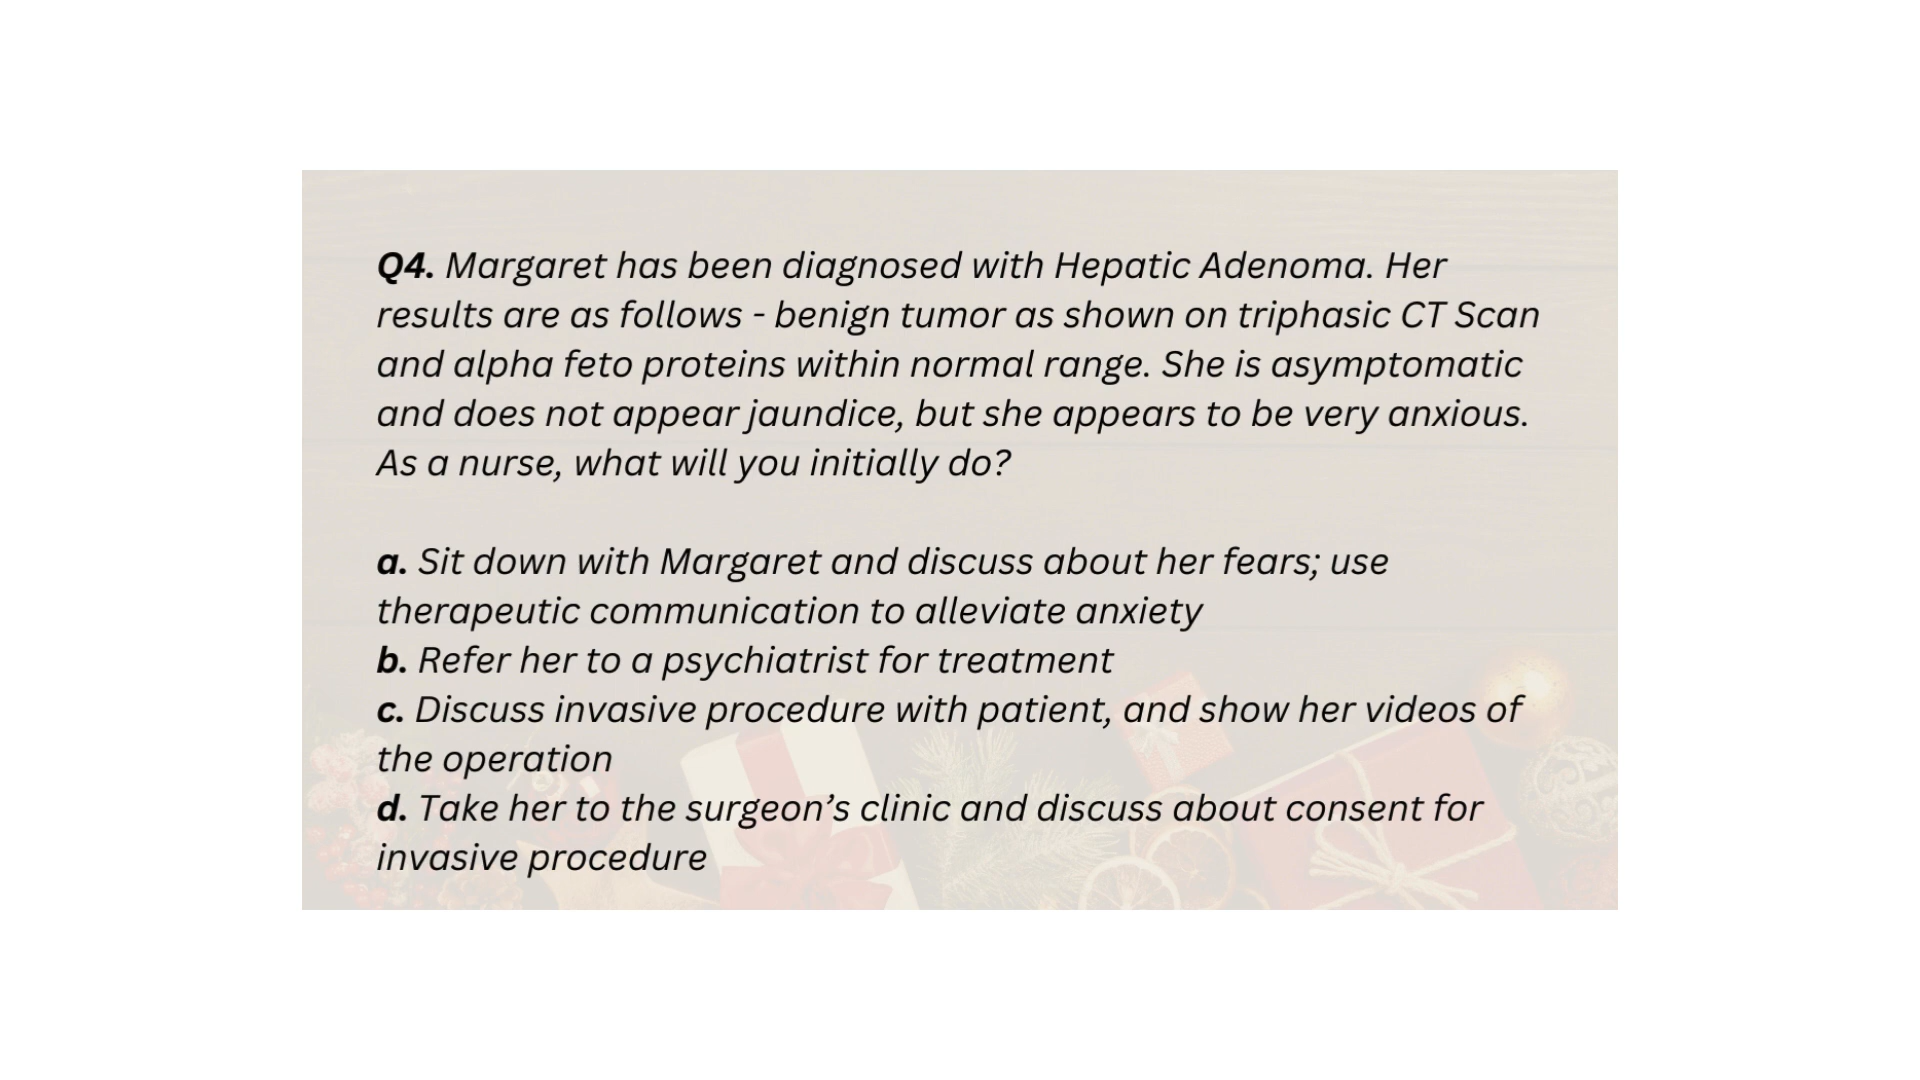 Q4. Margaret has been diagnosed with Hepatic Adenoma. Her
results are as follows - benign tumor as shown on triphasic CT Scan
and alpha feto proteins within normal range. She is asymptomatic
and does not appear jaundice, but she appears to be very anxious.
As a nurse, what will you initially do?
a. Sit down with Margaret and discuss about her fears; use
therapeutic communication to alleviate anxiety
b. Refer her to a psychiatrist for treatment
c. Discuss invasive procedure with patient, and show her videos of
the operation
d. Take her to the surgeon’s clinic and discuss about consent for
invasive procedure